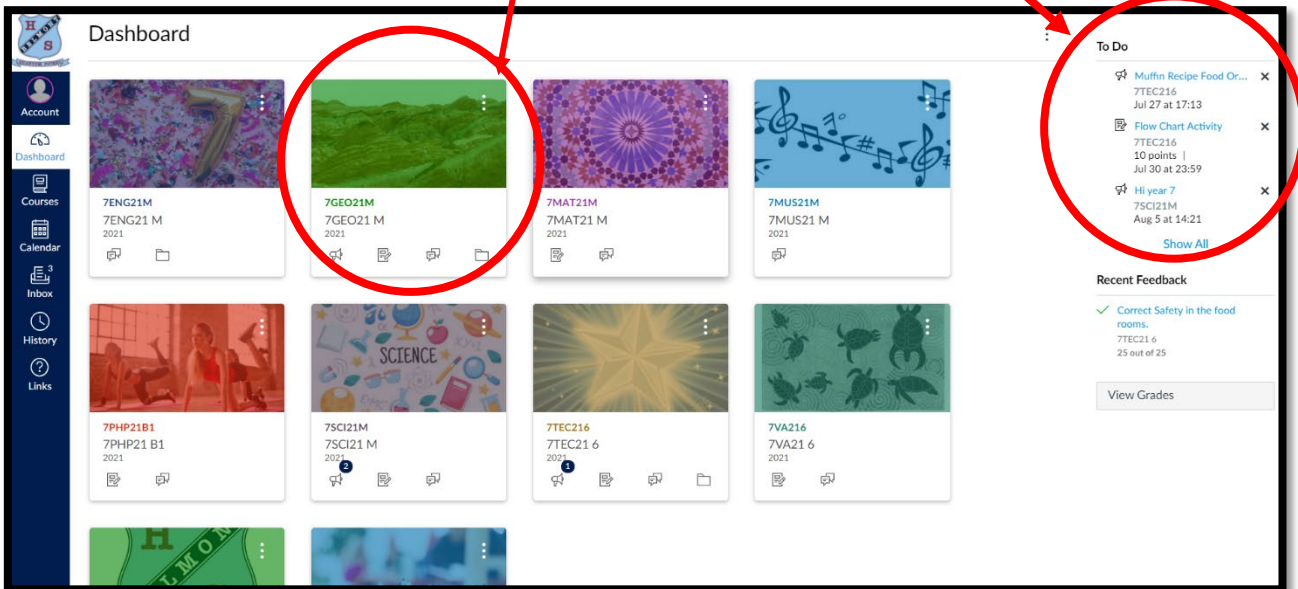 H
S
Dashboard
Account
Dashboard
Courses
Calendar
3
Inbox
History
Links
7ENG21M
7ENG21 M
2021
7GEO21M
7GEO21 M
2021
7MAT21M
7MAT21 M
2021
7MUS21M
7MUS21 M
2021
SCIENCE
7PHP21B1
7PHP21 B1
2021
7SCI21M
7SCI21 M
2021
2
7TEC216
7TEC21 6
2021
1
7VA216
7VA21 6
2021
H
To Do
Muffin Recipe Food Or...
7TEC216
Jul 27 at 17:13
Flow Chart Activity
7TEC216
10 points |
Jul 30 at 23:59
Hi year 7
7SCI21M
Aug 5 at 14:21
Show All
Recent Feedback
Correct Safety in the food
rooms.
7TEC21 6
25 out of 25
View Grades